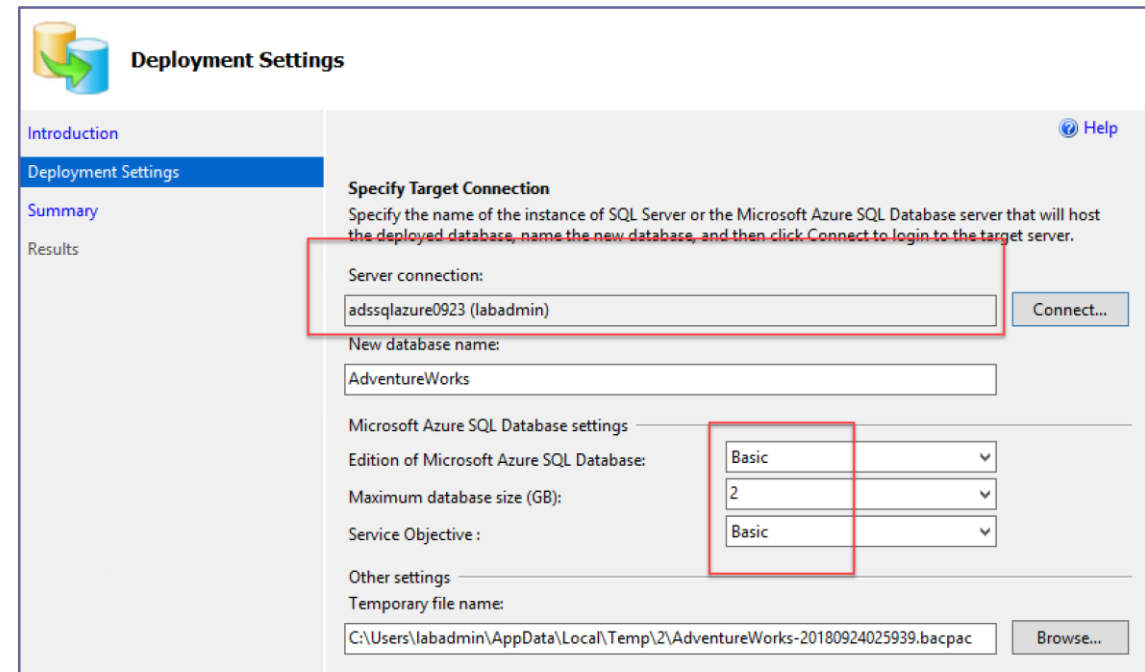 Deployment Settings
Introduction
Deployment Settings
Summary
Results
Help
Specify Target Connection
Specify the name of the instance of SQL Server or the Microsoft Azure SQL Database server that will host
the deployed database, name the new database, and then click Connect to login to the target server.
Server connection:
adssqlazure0923 (labadmin)
Connect...
New database name:
AdventureWorks
Microsoft Azure SQL Database settings
Edition of Microsoft Azure SQL Database:
Basic
Maximum database size (GB):
2
Service Objective :
Basic
Other settings
Temporary file name:
C:\Users\labadmin\AppData\Local\Temp\2\AdventureWorks-20180924025939.bacpac
Browse...